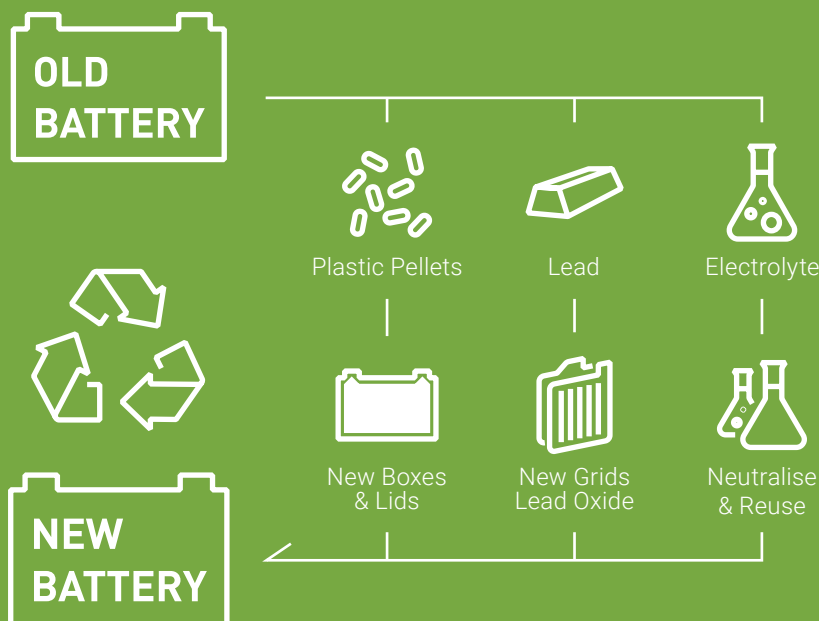 OLD
BATTERY
Plastic Pellets
Lead
Electrolyte
New Boxes
& Lids
New Grids
Lead Oxide
Neutralise
& Reuse
NEW
BATTERY